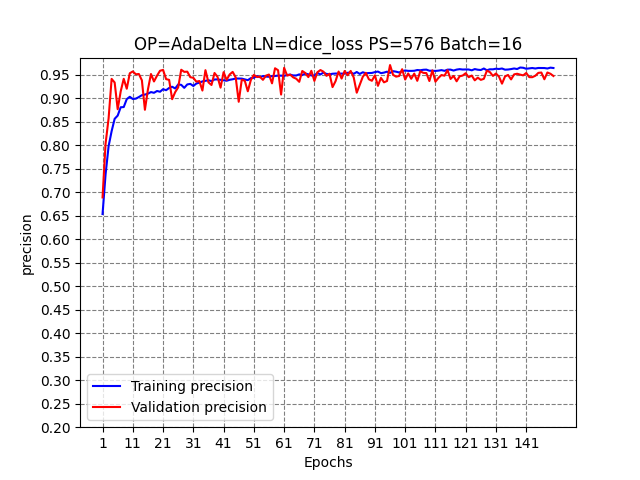 OP=AdaDelta LN=dice_loss PS=576 Batch=16
precision
0.95
0.90
0.85
0.80
0.75
0.70
0.65
0.60
0.55
0.50
0.45
0.40
0.35
0.30
0.25
0.20
Training precision
Validation precision
1 11 21 31 41 51 61 71 81 91 101 111 121 131 141
Epochs